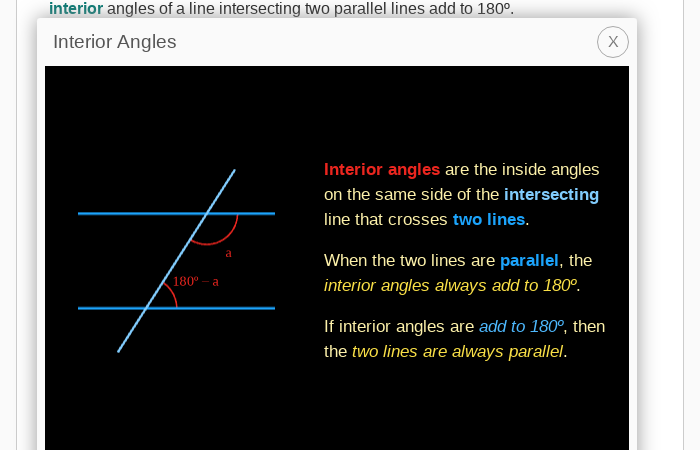 interior angles of a line intersecting two parallel lines add to 180º.
Interior Angles
X
Interior angles are the inside angles
on the same side of the intersecting
line that crosses two lines.
a
180º – a
When the two lines are parallel, the
interior angles always add to 180º.
If interior angles are add to 180º, then
the two lines are always parallel.